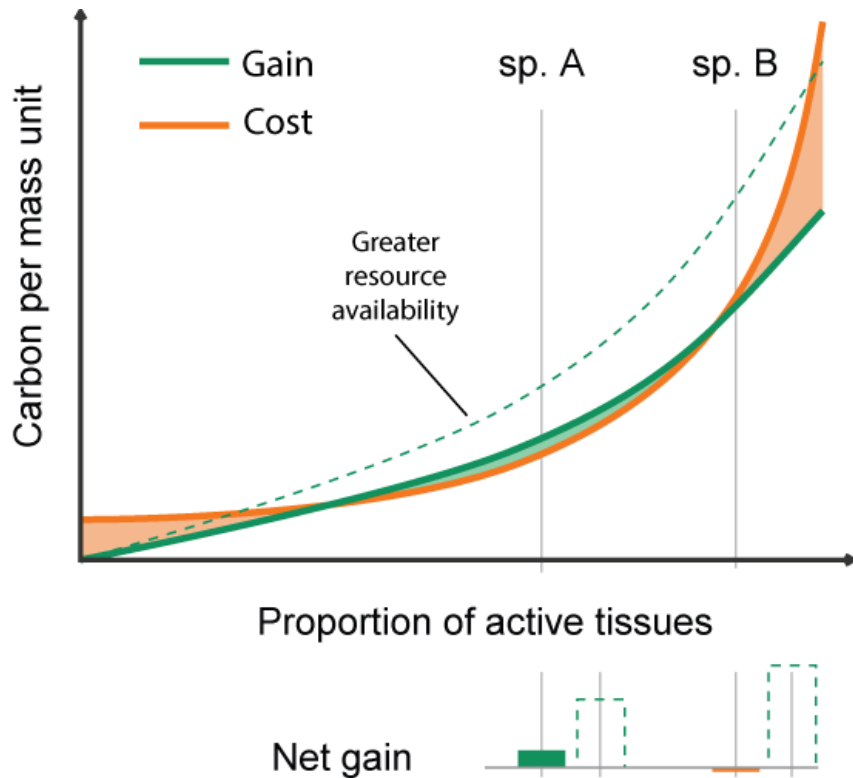 Gain
Cost
sp. A
sp. B
Greater
resource
availability
Carbon per mass unit
Proportion of active tissues
Net gain